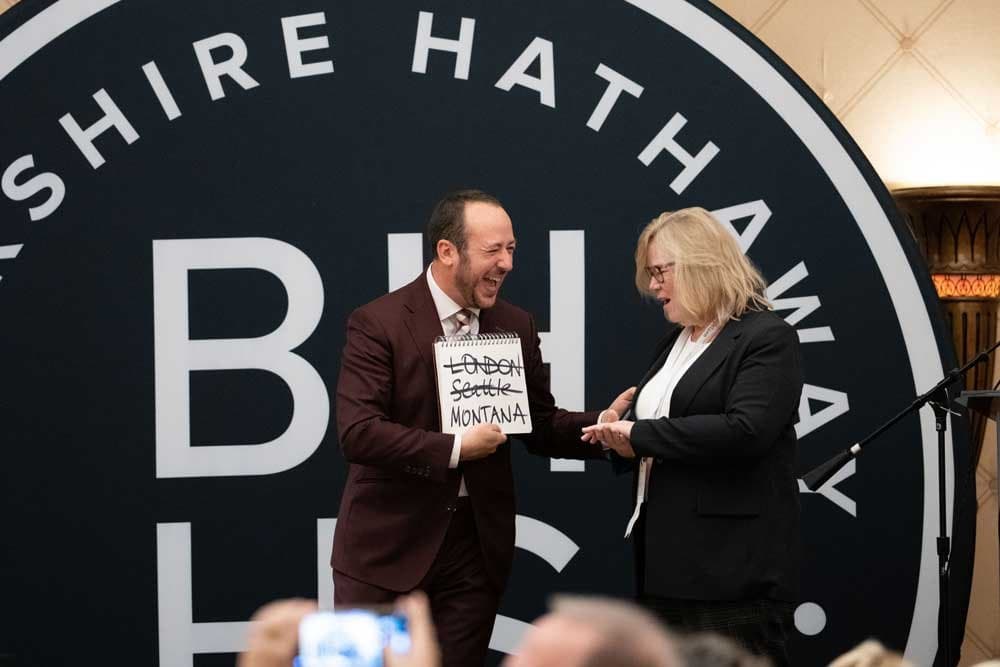 SHIRE HATHAWAY
BH
HS
LONDON
Seattle
MONTANA